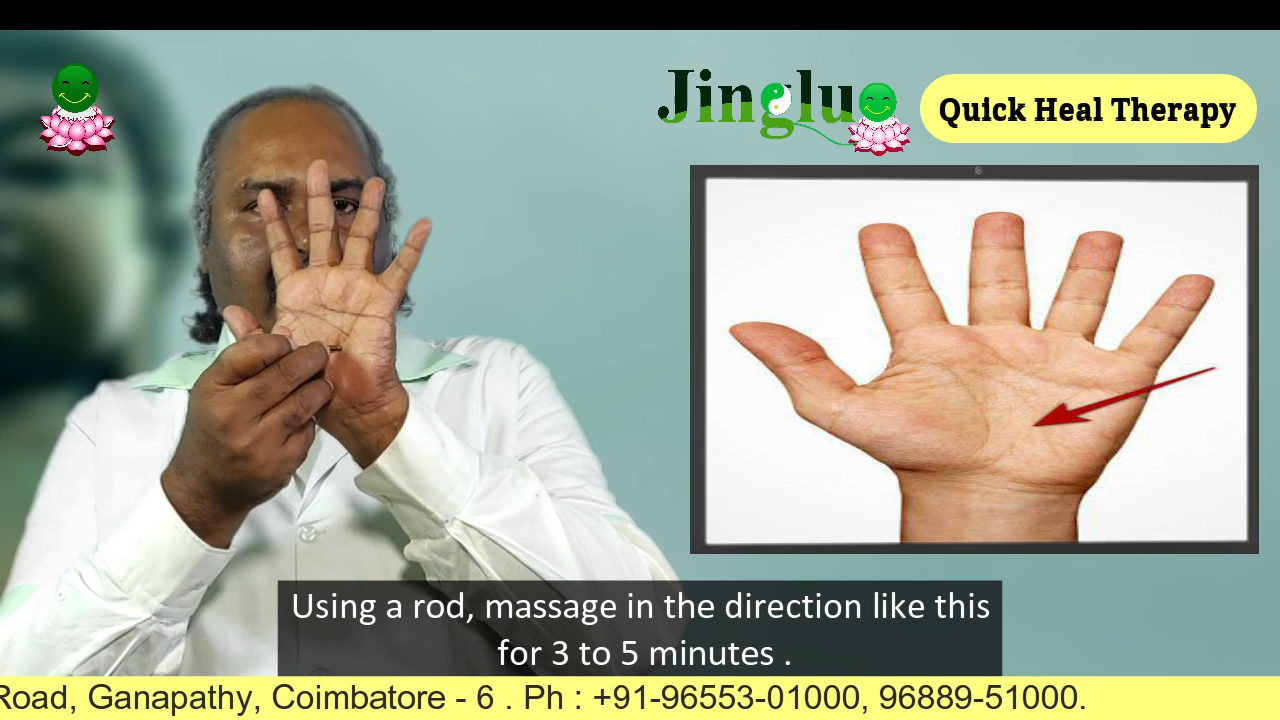 Jingluo
Quick Heal Therapy
Using a rod, massage in the direction like this
for 3 to 5 minutes .
Road, Ganapathy, Coimbatore - 6 . Ph : +91-96553-01000, 96889-51000.